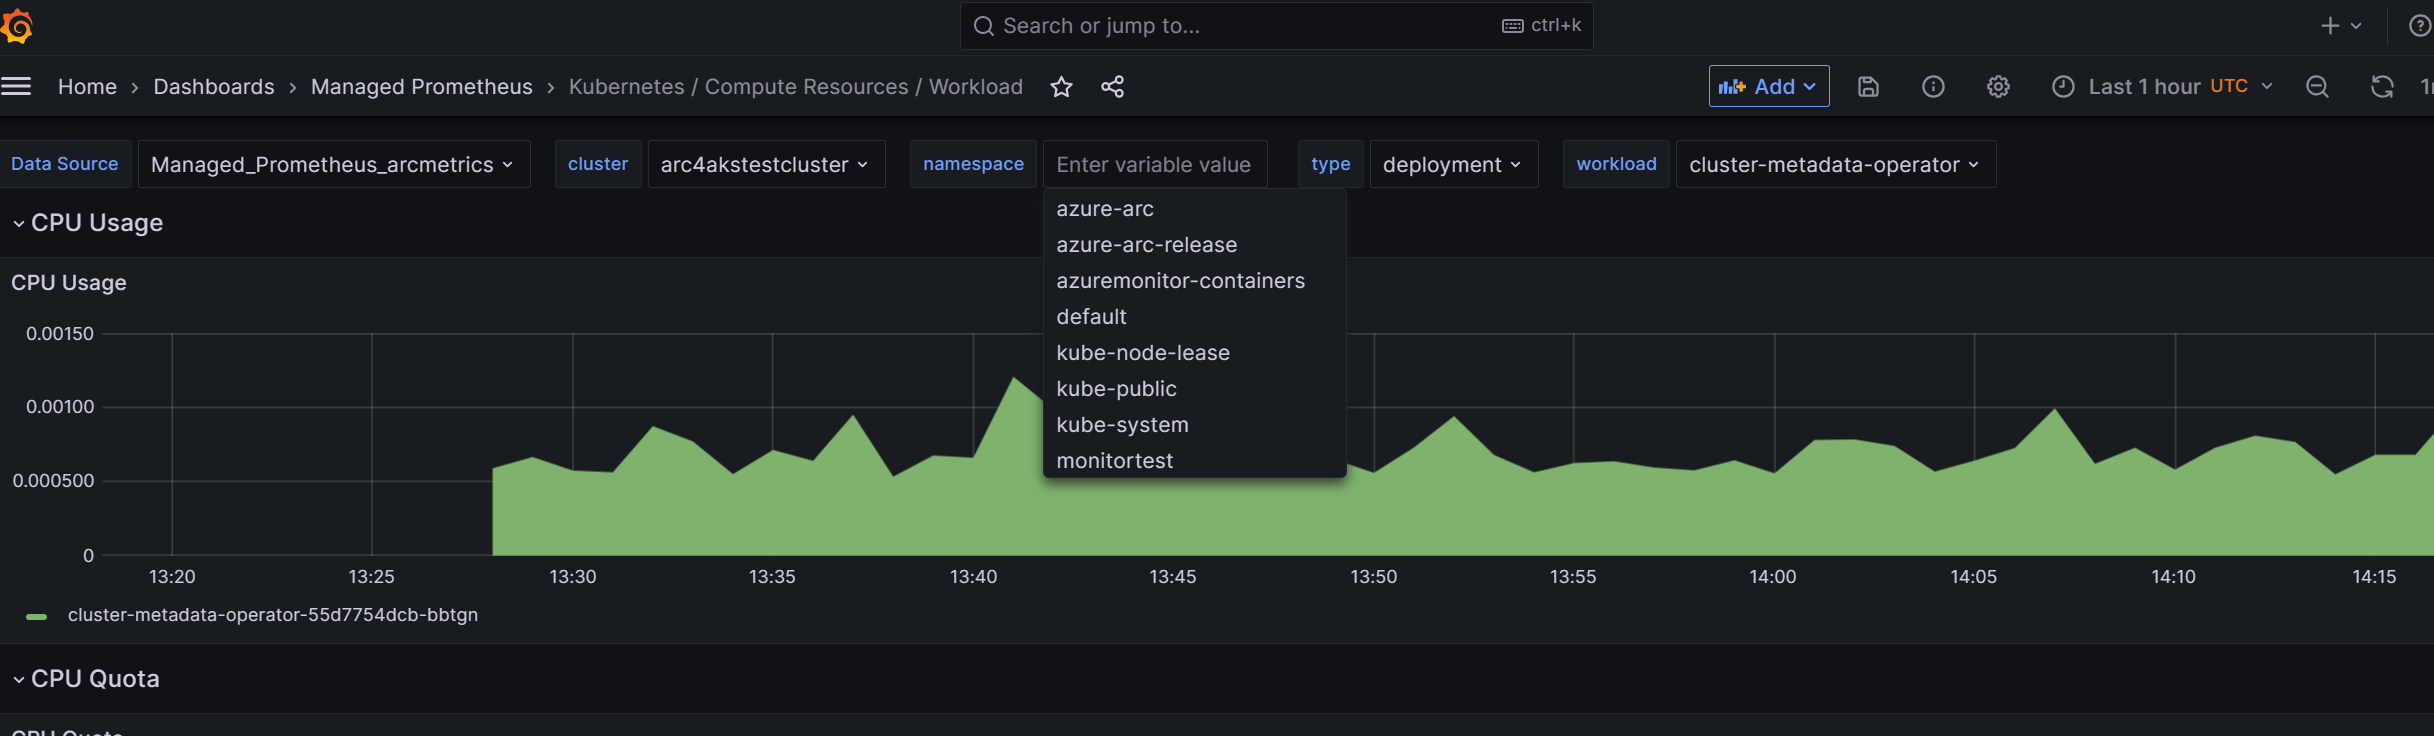 Search or jump to... ctrl+k
Home › Dashboards › Managed Prometheus › Kubernetes / Compute Resources / Workload Add Last 1 hour UTC
Data Source Managed_Prometheus_arcmetrics cluster arc4akstestcluster namespace Enter variable value type deployment workload cluster-metadata-operator
azure-arc
azure-arc-release
azuremonitor-containers
default
kube-node-lease
kube-public
kube-system
monitortest
CPU Usage
CPU Usage
0.00150
0.00100
0.000500
0
13:20 13:25 13:30 13:35 13:40 13:45 13:50 13:55 14:00 14:05 14:10 14:15
cluster-metadata-operator-55d7754dcb-bbtgn
CPU Quota
CPU Quota